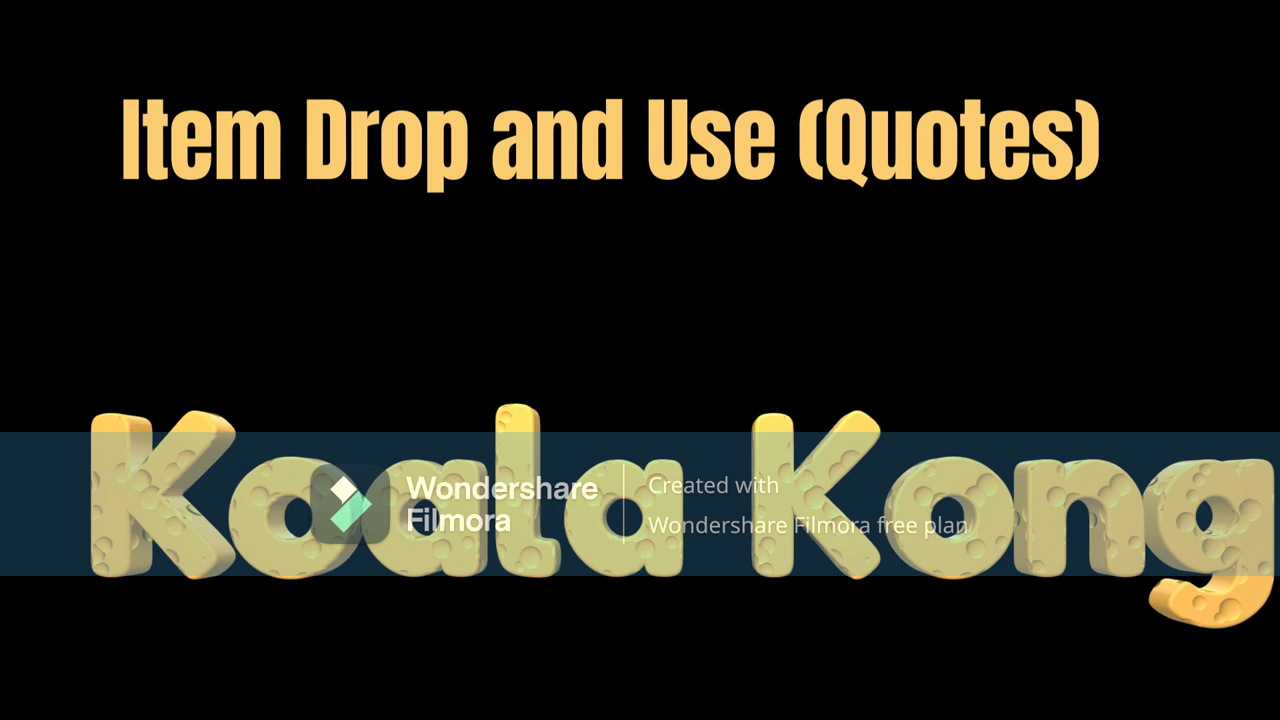 Item Drop and Use (Quotes)
Koala Kong
Wondershare
Filmora
Created with
Wondershare Filmora free plan